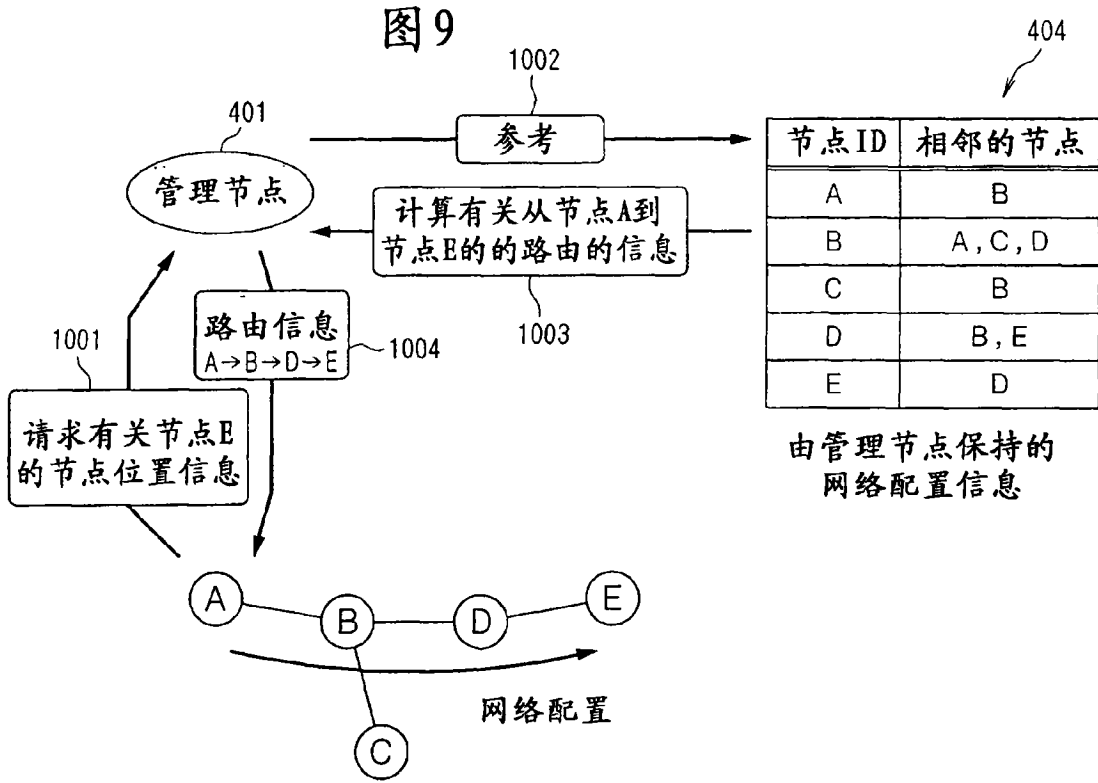 图9
404
1002
参考
401
管理节点
计算有关从节点A到
节点E的的路由的信息
1003
节点ID 相邻的节点
A B
B A,C,D
C B
D B,E
E D
由管理节点保持的
网络配置信息
路由信息
A→B→D→E
1004
1001
请求有关节点E
的节点位置信息
A
B
D
E
C
网络配置